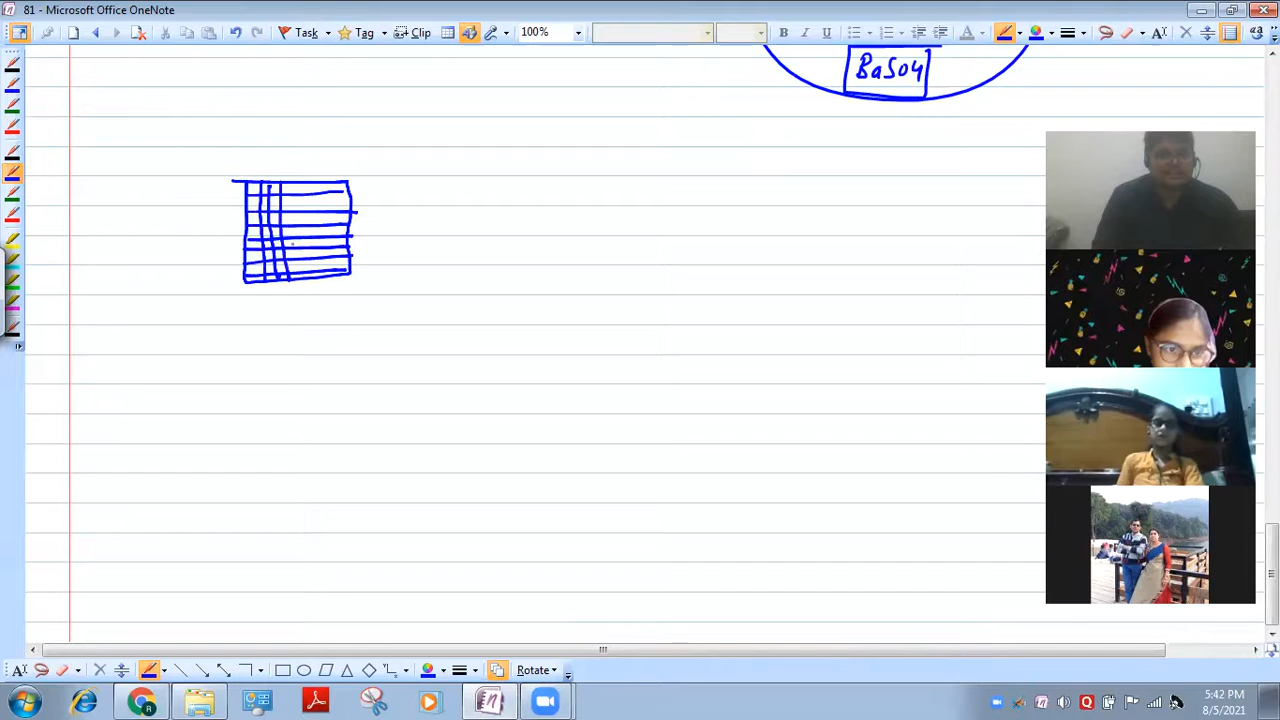 81 - Microsoft Office OneNote
Task
Tag
Clip
100%
B I U
A
BaSO4
Rotate
5:42 PM
8/5/2021